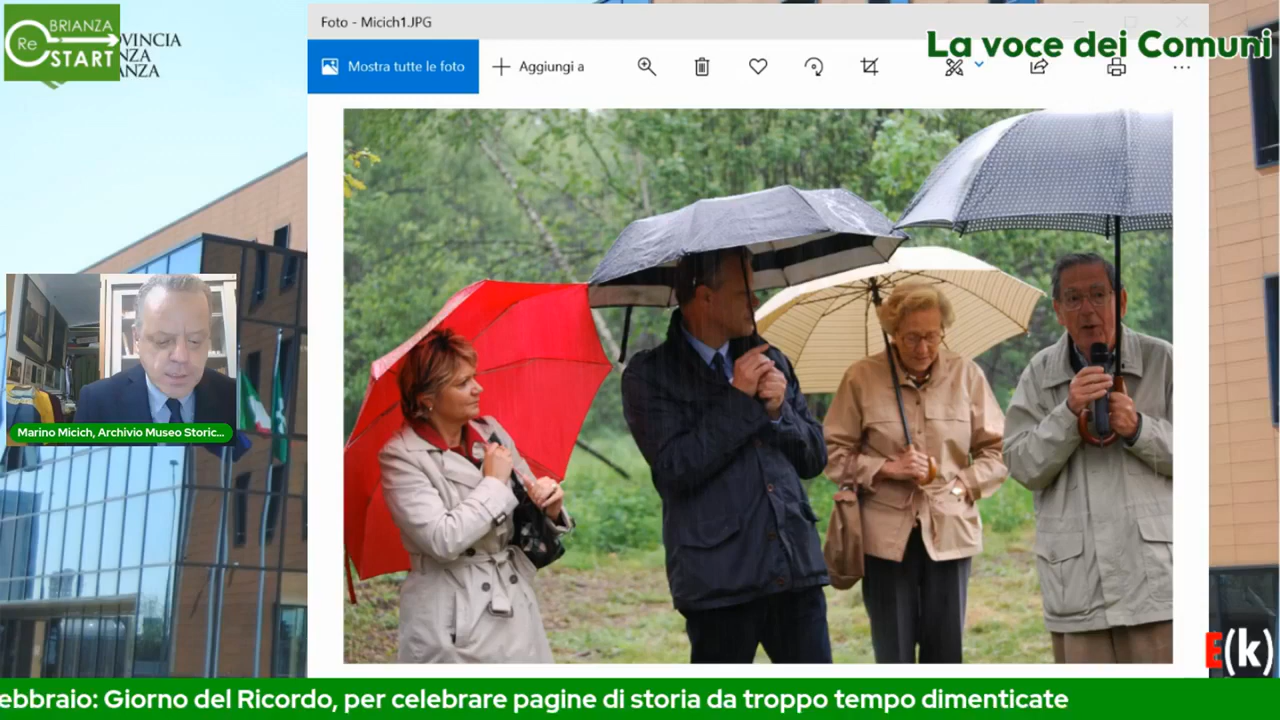 BRIANZA
Re
START
OVINCIA
NZA
ANZA
Foto - Micich1.JPG
La voce dei Comuni
Mostra tutte le foto
Aggiungi a
Marino Micich, Archivio Museo Storic...
E(k)
ebbraio: Giorno del Ricordo, per celebrare pagine di storia da troppo tempo dimenticate